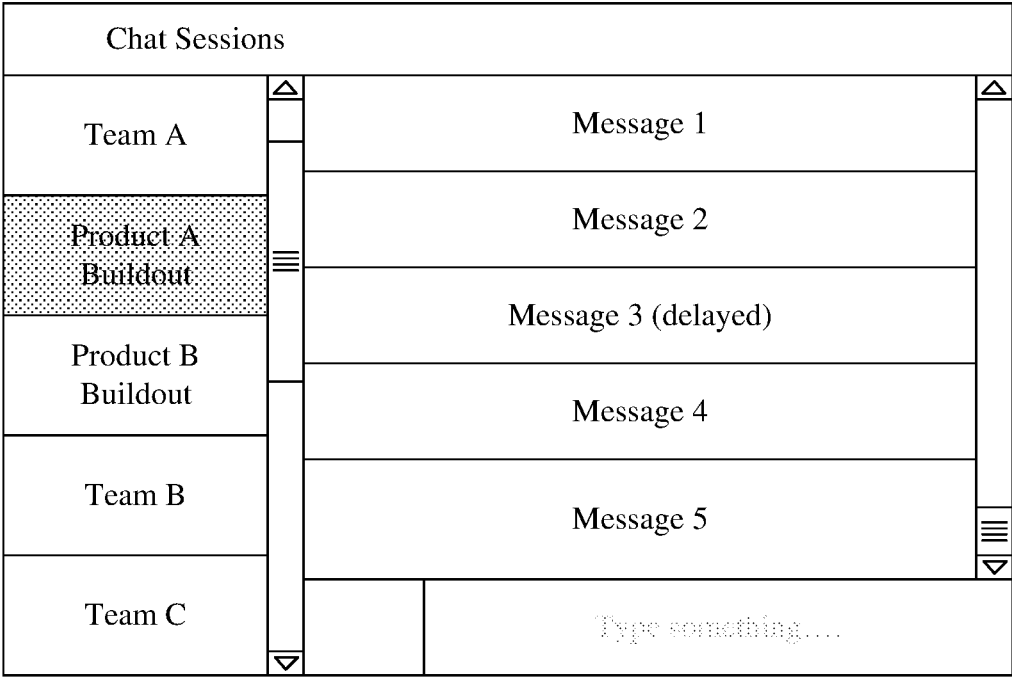 Chat Sessions
Team A
Product A
Buildout
Product B
Buildout
Team B
Team C
Message 1
Message 2
Message 3 (delayed)
Message 4
Message 5
Type something....